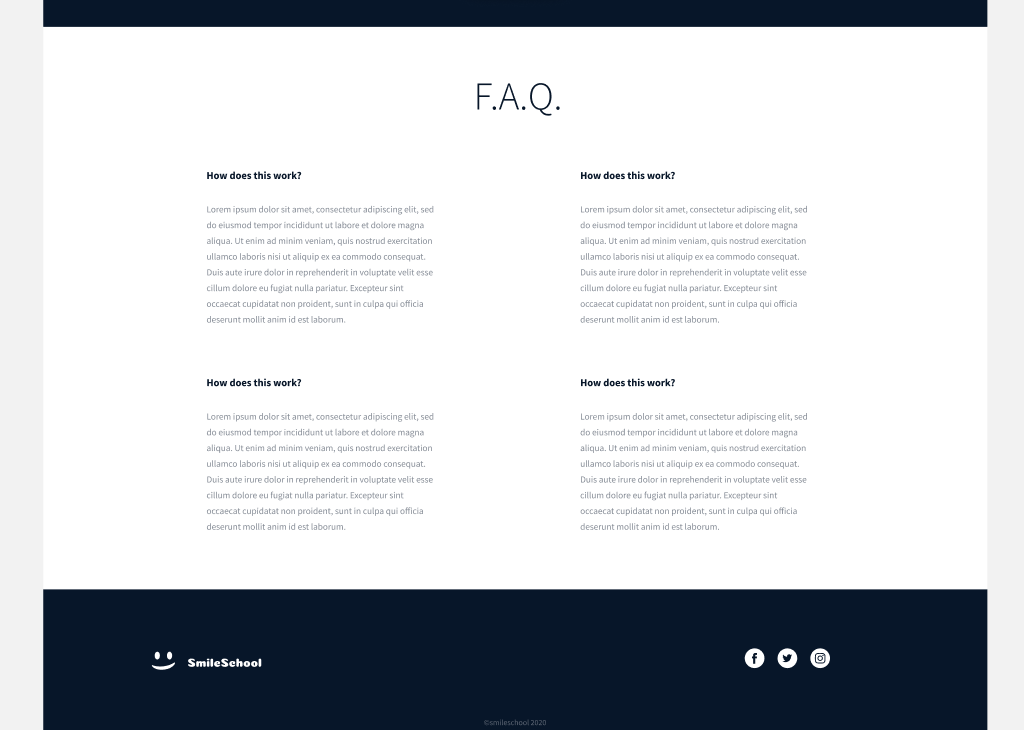 F.A.Q.
How does this work?
Lorem ipsum dolor sit amet, consectetur adipiscing elit, sed
do eiusmod tempor incididunt ut labore et dolore magna
aliqua. Ut enim ad minim veniam, quis nostrud exercitation
ullamco laboris nisi ut aliquip ex ea commodo consequat.
Duis aute irure dolor in reprehenderit in voluptate velit esse
cillum dolore eu fugiat nulla pariatur. Excepteur sint
occaecat cupidatat non proident, sunt in culpa qui officia
deserunt mollit anim id est laborum.
How does this work?
Lorem ipsum dolor sit amet, consectetur adipiscing elit, sed
do eiusmod tempor incididunt ut labore et dolore magna
aliqua. Ut enim ad minim veniam, quis nostrud exercitation
ullamco laboris nisi ut aliquip ex ea commodo consequat.
Duis aute irure dolor in reprehenderit in voluptate velit esse
cillum dolore eu fugiat nulla pariatur. Excepteur sint
occaecat cupidatat non proident, sunt in culpa qui officia
deserunt mollit anim id est laborum.
How does this work?
Lorem ipsum dolor sit amet, consectetur adipiscing elit, sed
do eiusmod tempor incididunt ut labore et dolore magna
aliqua. Ut enim ad minim veniam, quis nostrud exercitation
ullamco laboris nisi ut aliquip ex ea commodo consequat.
Duis aute irure dolor in reprehenderit in voluptate velit esse
cillum dolore eu fugiat nulla pariatur. Excepteur sint
occaecat cupidatat non proident, sunt in culpa qui officia
deserunt mollit anim id est laborum.
How does this work?
Lorem ipsum dolor sit amet, consectetur adipiscing elit, sed
do eiusmod tempor incididunt ut labore et dolore magna
aliqua. Ut enim ad minim veniam, quis nostrud exercitation
ullamco laboris nisi ut aliquip ex ea commodo consequat.
Duis aute irure dolor in reprehenderit in voluptate velit esse
cillum dolore eu fugiat nulla pariatur. Excepteur sint
occaecat cupidatat non proident, sunt in culpa qui officia
deserunt mollit anim id est laborum.
SmileSchool
©smileschool 2020